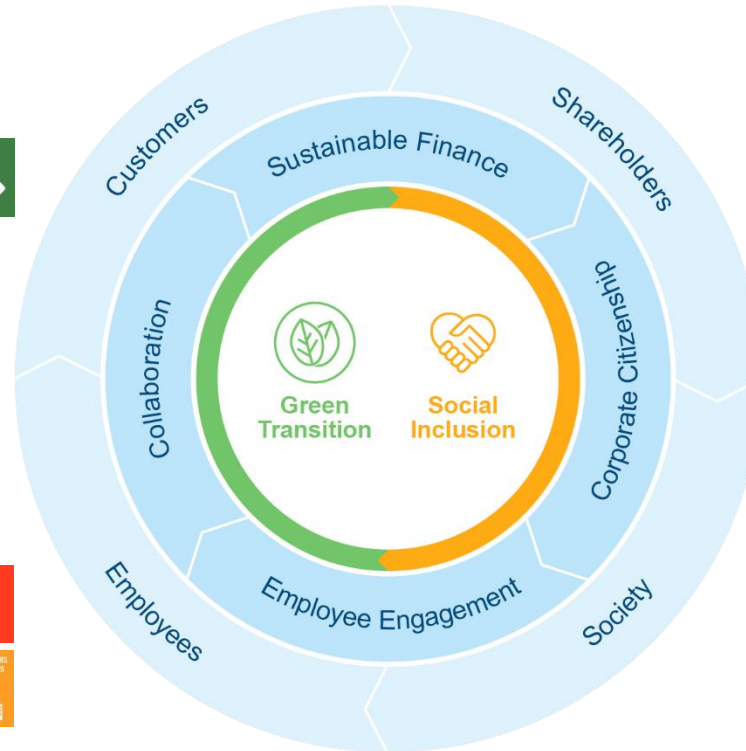 Customers
Shareholders
Sustainable Finance
Collaboration
Corporate Citizenship
Green
Transition
Social
Inclusion
Employee Engagement
Employees
Society